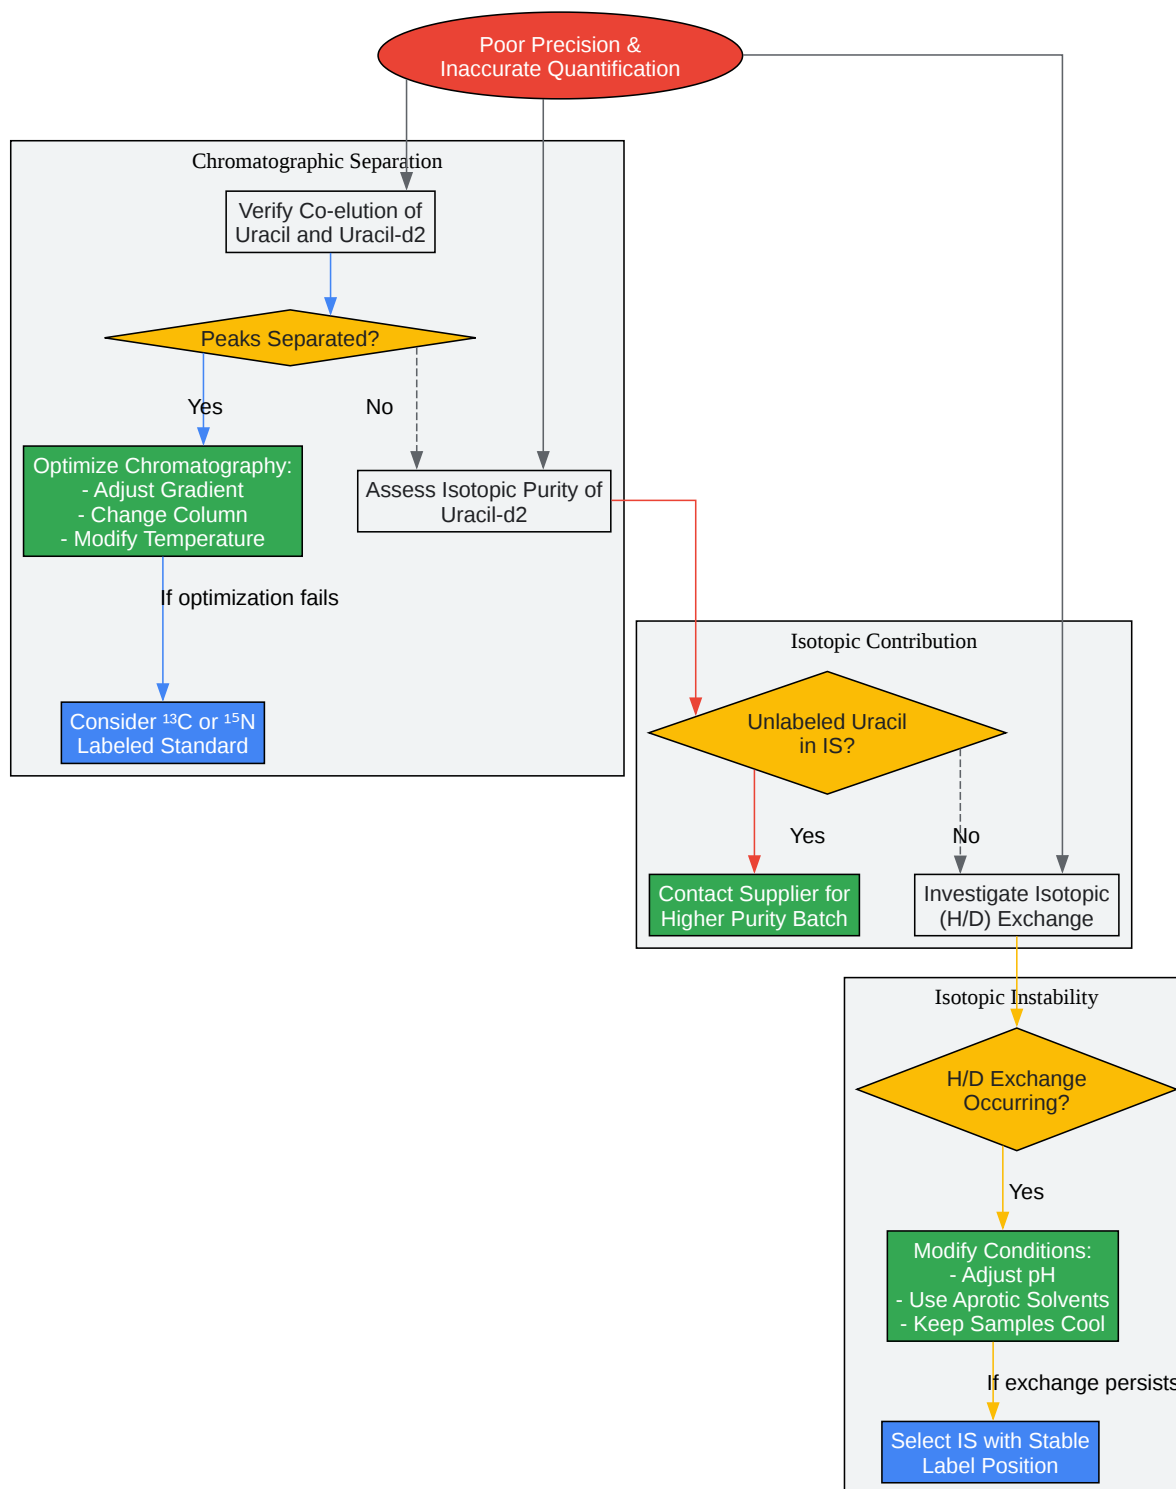 Poor Precision &
Inaccurate Quantification
Chromatographic Separation
Verify Co-elution of
Uracil and Uracil-d2
Peaks Separated?
Yes
No
Optimize Chromatography:
- Adjust Gradient
- Change Column
- Modify Temperature
Assess Isotopic Purity of
Uracil-d2
If optimization fails
Consider ¹³C or ¹⁵N
Labeled Standard
Isotopic Contribution
Unlabeled Uracil
in IS?
Yes
No
Contact Supplier for
Higher Purity Batch
Investigate Isotopic
(H/D) Exchange
Isotopic Instability
H/D Exchange
Occurring?
Yes
Modify Conditions:
- Adjust pH
- Use Aprotic Solvents
- Keep Samples Cool
If exchange persists
Select IS with Stable
Label Position